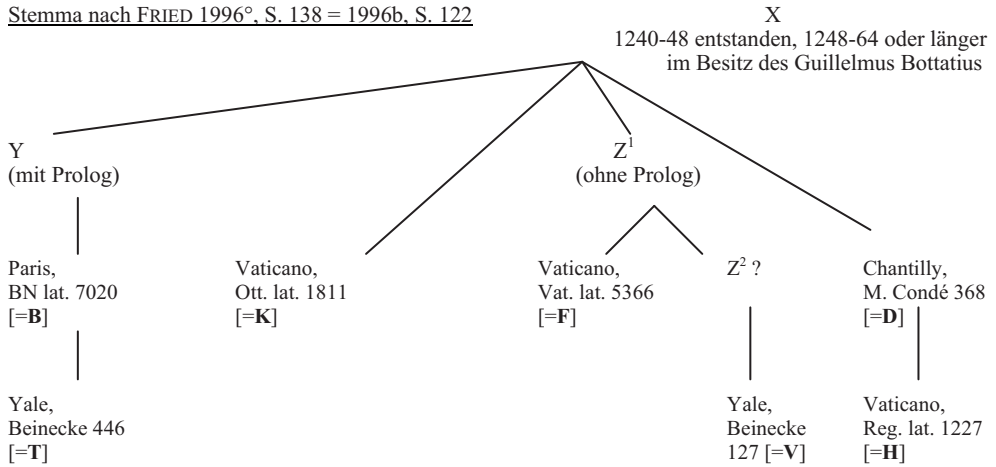 Stemma nach FRIED 1996°, S. 138 = 1996b, S. 122
X
1240-48 entstanden, 1248-64 oder länger
im Besitz des Guillelmus Bottatius
Y
(mit Prolog)
Z¹
(ohne Prolog)
Paris,
BN lat. 7020
[=B]
Vaticano,
Ott. lat. 1811
[=K]
Vaticano,
Vat. lat. 5366
[=F]
Z² ?
Chantilly,
M. Condé 368
[=D]
Yale,
Beinecke 446
[=T]
Yale,
Beinecke
127 [=V]
Vaticano,
Reg. lat. 1227
[=H]